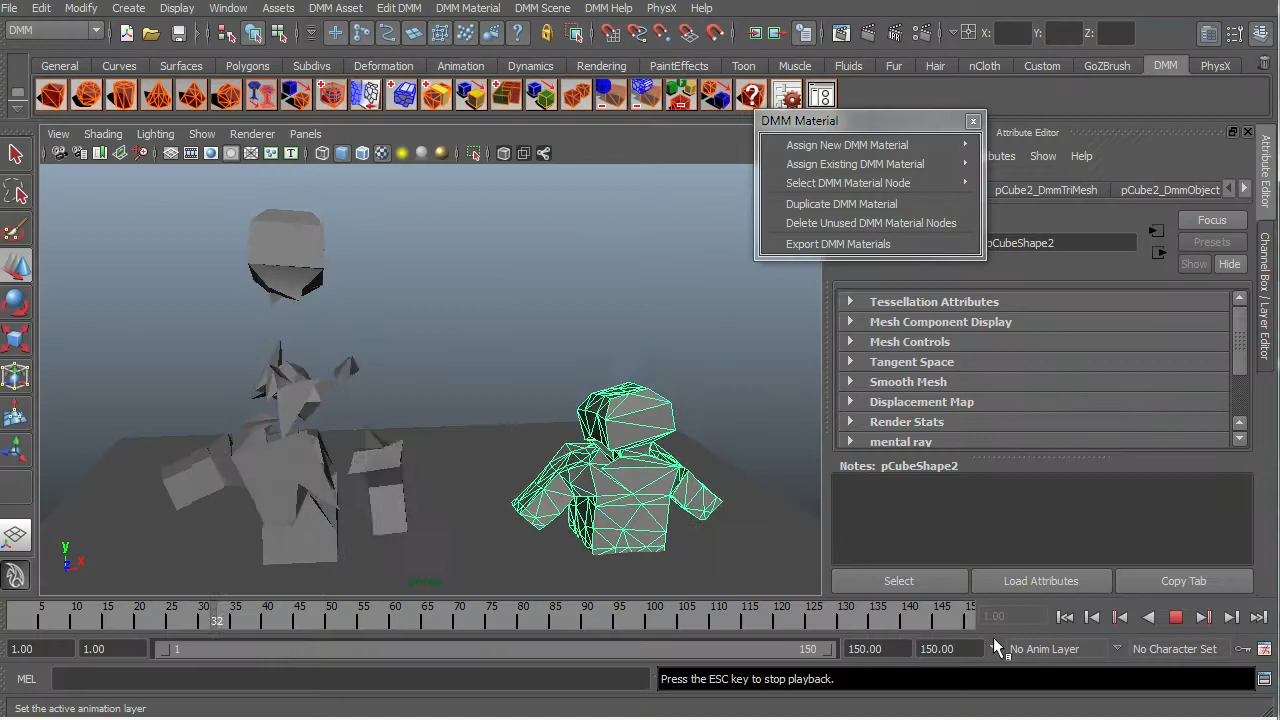 File Edit Modify Create Display Window Assets DMM Asset Edit DMM DMM Material DMM Scene DMM Help PhysX Help
DMM X: Y: Z:
General Curves Surfaces Polygons Subdivs Deformation Animation Dynamics Rendering PaintEffects Toon Muscle Fluids Fur Hair nCloth Custom GoZBrush DMM PhysX
DMM Material
Assign New DMM Material
Assign Existing DMM Material
Select DMM Material Node
Duplicate DMM Material
Delete Unused DMM Material Nodes
Export DMM Materials
View Shading Lighting Show Renderer Panels
Attribute Editor
butes Show Help
pCube2_DmmTriMesh pCube2_DmmObject
Focus
pCubeShape2 Presets
Show Hide
Tessellation Attributes
Mesh Component Display
Mesh Controls
Tangent Space
Smooth Mesh
Displacement Map
Render Stats
mental ray
Notes: pCubeShape2
Select Load Attributes Copy Tab
Attribute Editor
Channel Box / Layer Editor
y
x
persp
5 10 15 20 25 30 35 40 45 50 55 60 65 70 75 80 85 90 95 100 105 110 115 120 125 130 135 140 145 15
32
1.00
1.00 1.00 1 150 150.00 150.00 No Anim Layer No Character Set
MEL Press the ESC key to stop playback.
Set the active animation layer